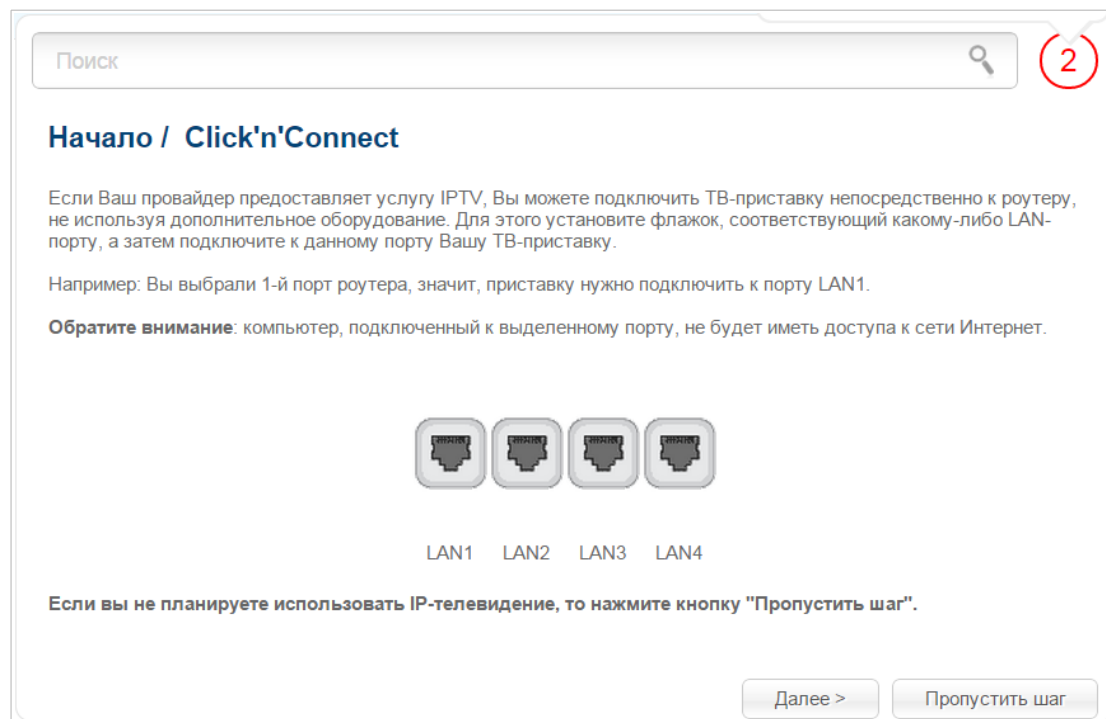 Поиск
2
Начало / Click'n'Connect
Если Ваш провайдер предоставляет услугу IPTV, Вы можете подключить ТВ-приставку непосредственно к роутеру,
не используя дополнительное оборудование. Для этого установите флажок, соответствующий какому-либо LAN-
порту, а затем подключите к данному порту Вашу ТВ-приставку.
Например: Вы выбрали 1-й порт роутера, значит, приставку нужно подключить к порту LAN1.
Обратите внимание: компьютер, подключенный к выделенному порту, не будет иметь доступа к сети Интернет.
LAN1 LAN2 LAN3 LAN4
Если вы не планируете использовать IP-телевидение, то нажмите кнопку "Пропустить шаг".
Далее > Пропустить шаг